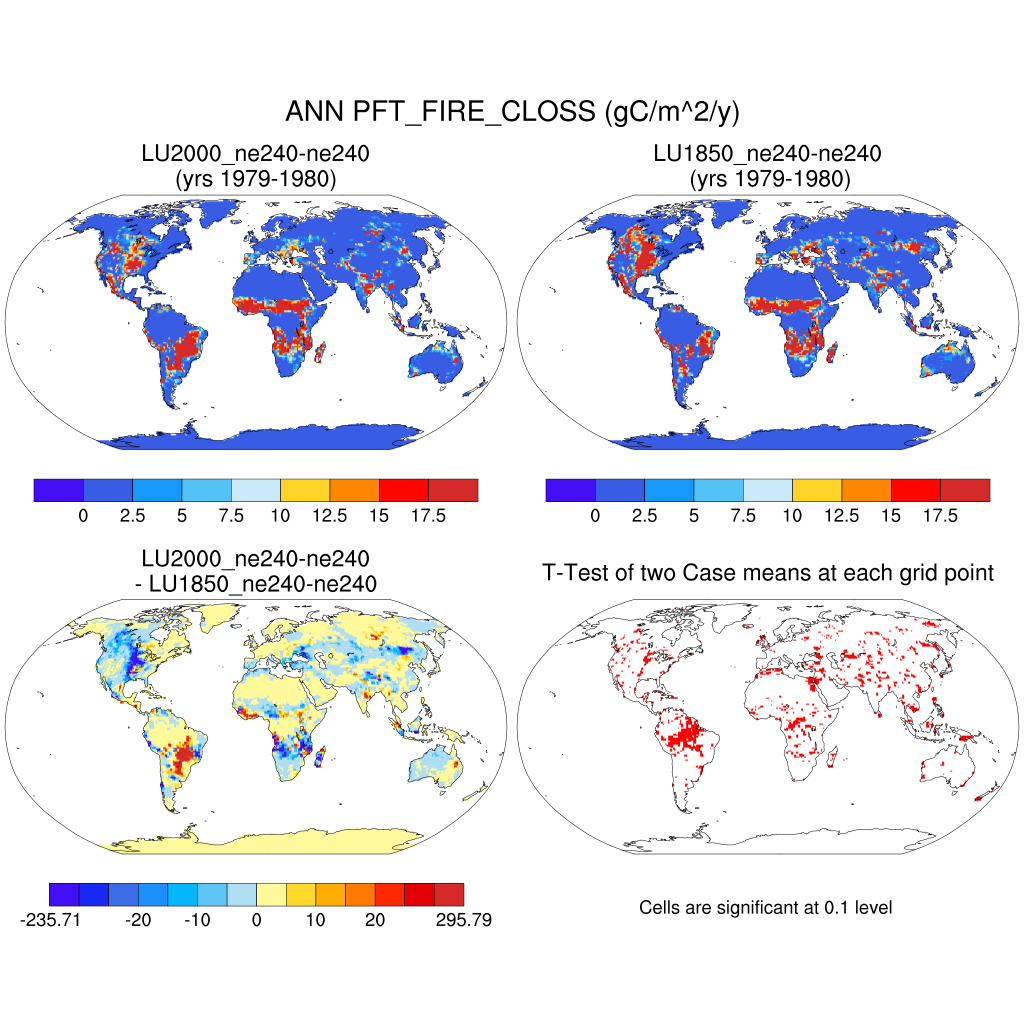 ANN PFT_FIRE_CLOSS (gC/m^2/y)
LU2000_ne240-ne240
(yrs 1979-1980)
LU1850_ne240-ne240
(yrs 1979-1980)
0 2.5 5 7.5 10 12.5 15 17.5
0 2.5 5 7.5 10 12.5 15 17.5
LU2000_ne240-ne240
- LU1850_ne240-ne240
T-Test of two Case means at each grid point
-235.71 -20 -10 0 10 20 295.79
Cells are significant at 0.1 level